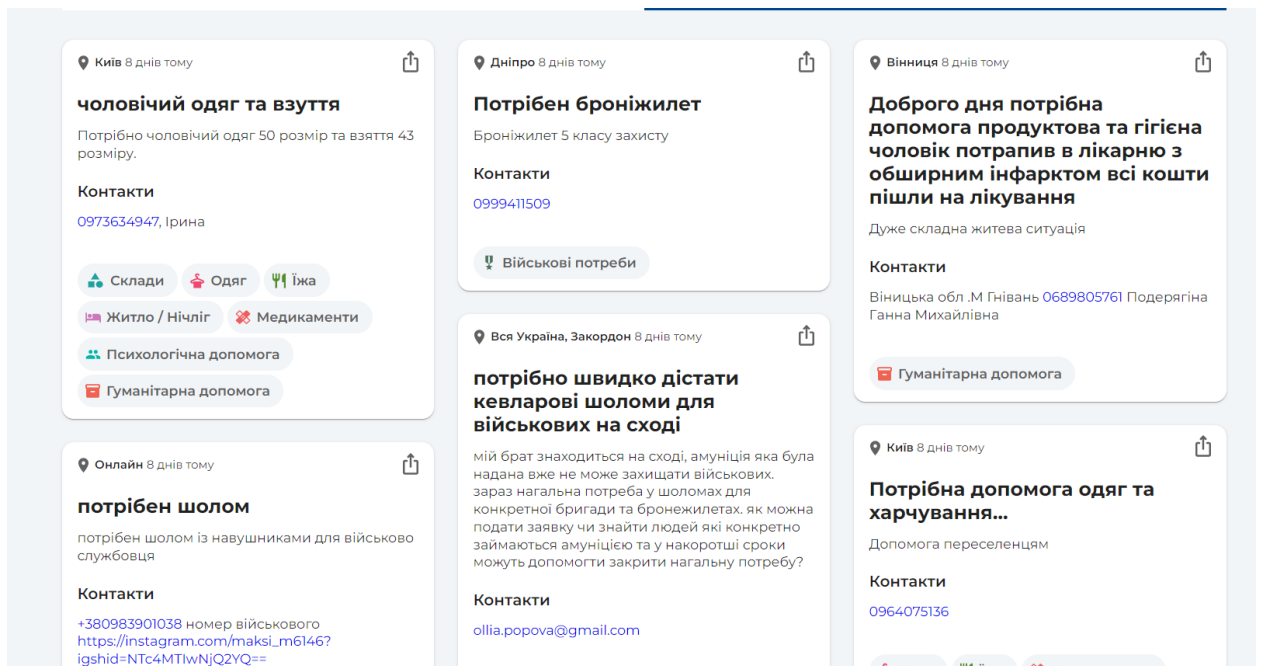 Київ 8 днів тому
чоловічий одяг та взуття
Потрібно чоловічий одяг 50 розмір та взяття 43
розміру.
Контакти
0973634947, Ірина
Склади
Одяг
Їжа
Житло / Нічліг
Медикаменти
Психологічна допомога
Гуманітарна допомога
Онлайн 8 днів тому
потрібен шолом
потрібен шолом із навушниками для військово
службовця
Контакти
+380983901038 номер військового
https://instagram.com/maksi_m6146?
igshid=NTc4MTIwNjQ2YQ==
Дніпро 8 днів тому
Потрібен броніжилет
Броніжилет 5 класу захисту
Контакти
0999411509
Військові потреби
Вся Україна, Закордон 8 днів тому
потрібно швидко дістати
кевларові шоломи для
військових на сході
мій брат знаходиться на сході, амуніція яка була
надана вже не може захищати військових.
зараз нагальна потреба у шоломах для
конкретної бригади та бронежилетах. як можна
подати заявку чи знайти людей які конкретно
займаються амуніцією та у накоротші сроки
можуть допомогти закрити нагальну потребу?
Контакти
ollia.popova@gmail.com
Вінниця 8 днів тому
Доброго дня потрібна
допомога продуктова та гігієна
чоловік потрапив в лікарню з
обширним інфарктом всі кошти
пішли на лікування
Дуже складна житева ситуація
Контакти
Віницька обл .М Гнівань 0689805761 Подерягіна
Ганна Михайлівна
Гуманітарна допомога
Київ 8 днів тому
Потрібна допомога одяг та
харчування...
Допомога переселенцям
Контакти
0964075136